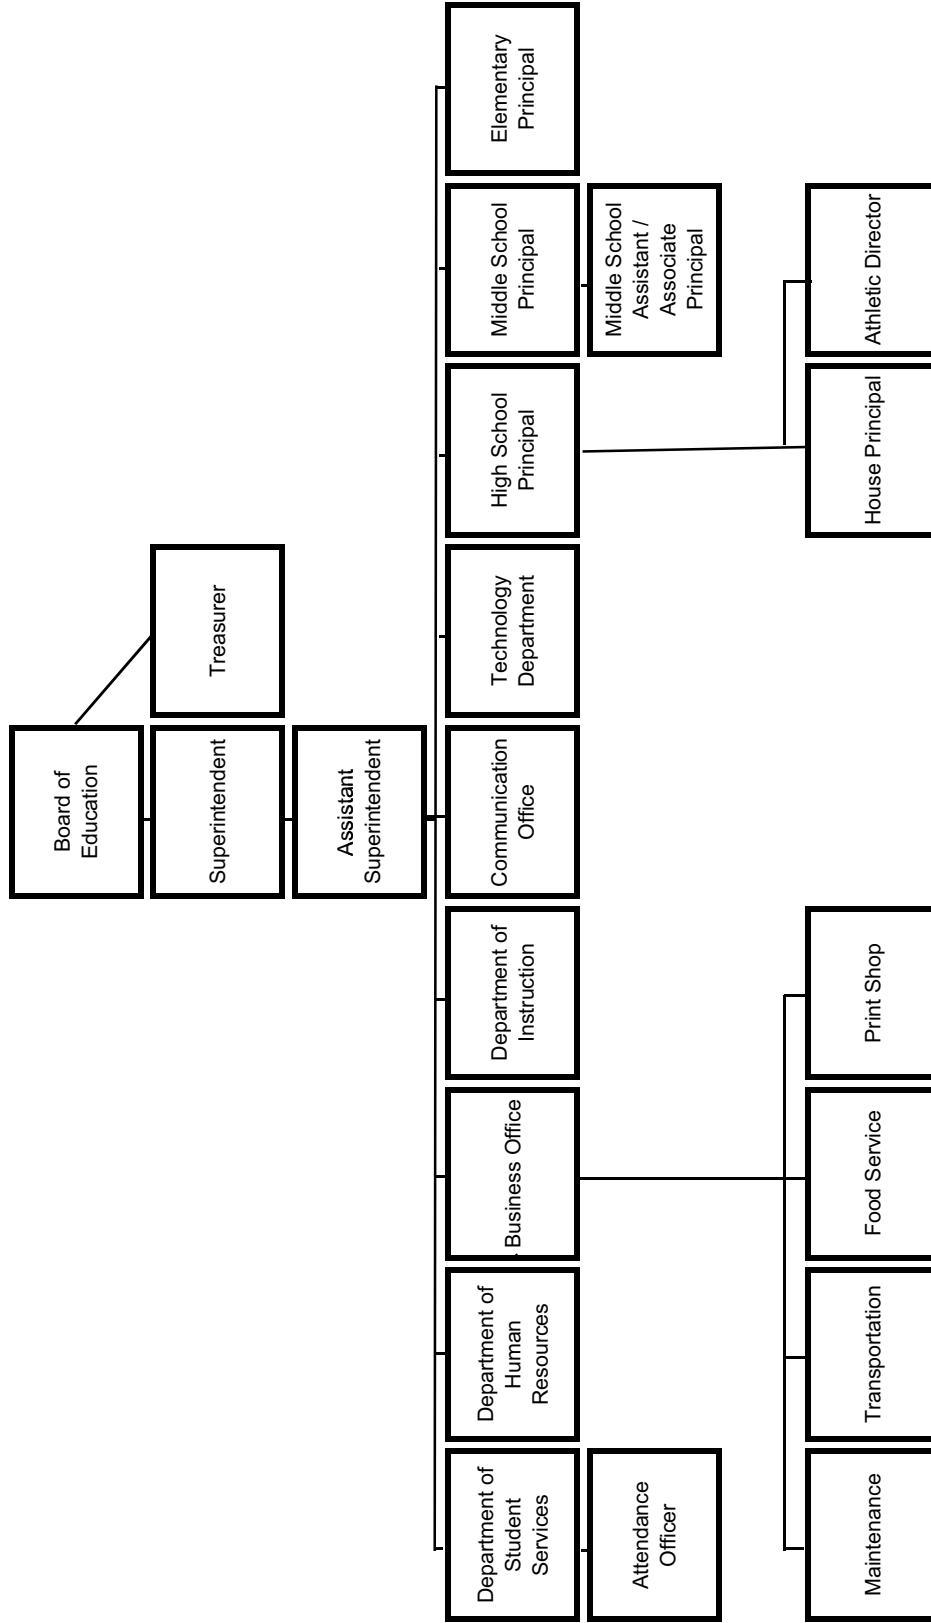 Board of
Education
Superintendent
Treasurer
Assistant
Superintendent
Department of
Student
Services
Department of
Human
Resources
- Business Office
Department of
Instruction
Communication
Office
Technology
Department
High School
Principal
Middle School
Principal
Elementary
Principal
Attendance
Officer
Middle School
Assistant /
Associate
Principal
Maintenance
Transportation
Food Service
Print Shop
House Principal
Athletic Director